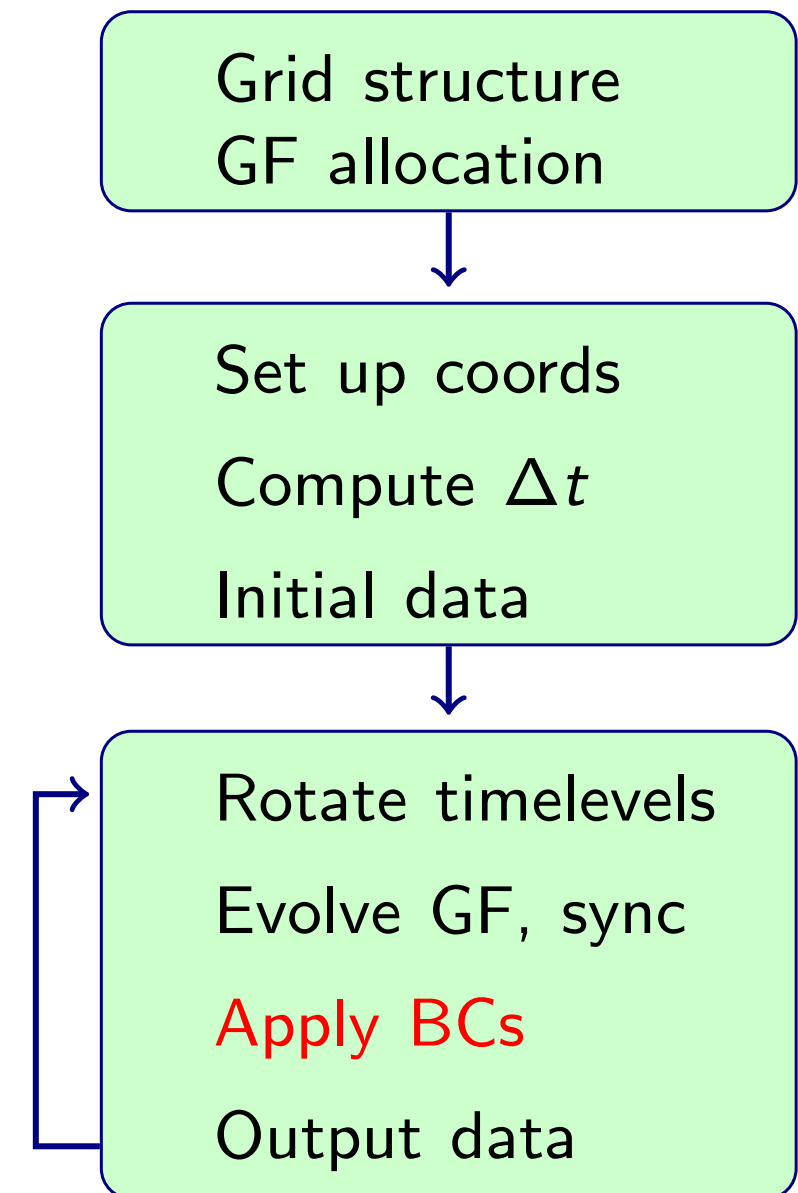 Grid structure
GF allocation
Set up coords
Compute Δt
Initial data
Rotate timelevels
Evolve GF, sync
Apply BCs
Output data